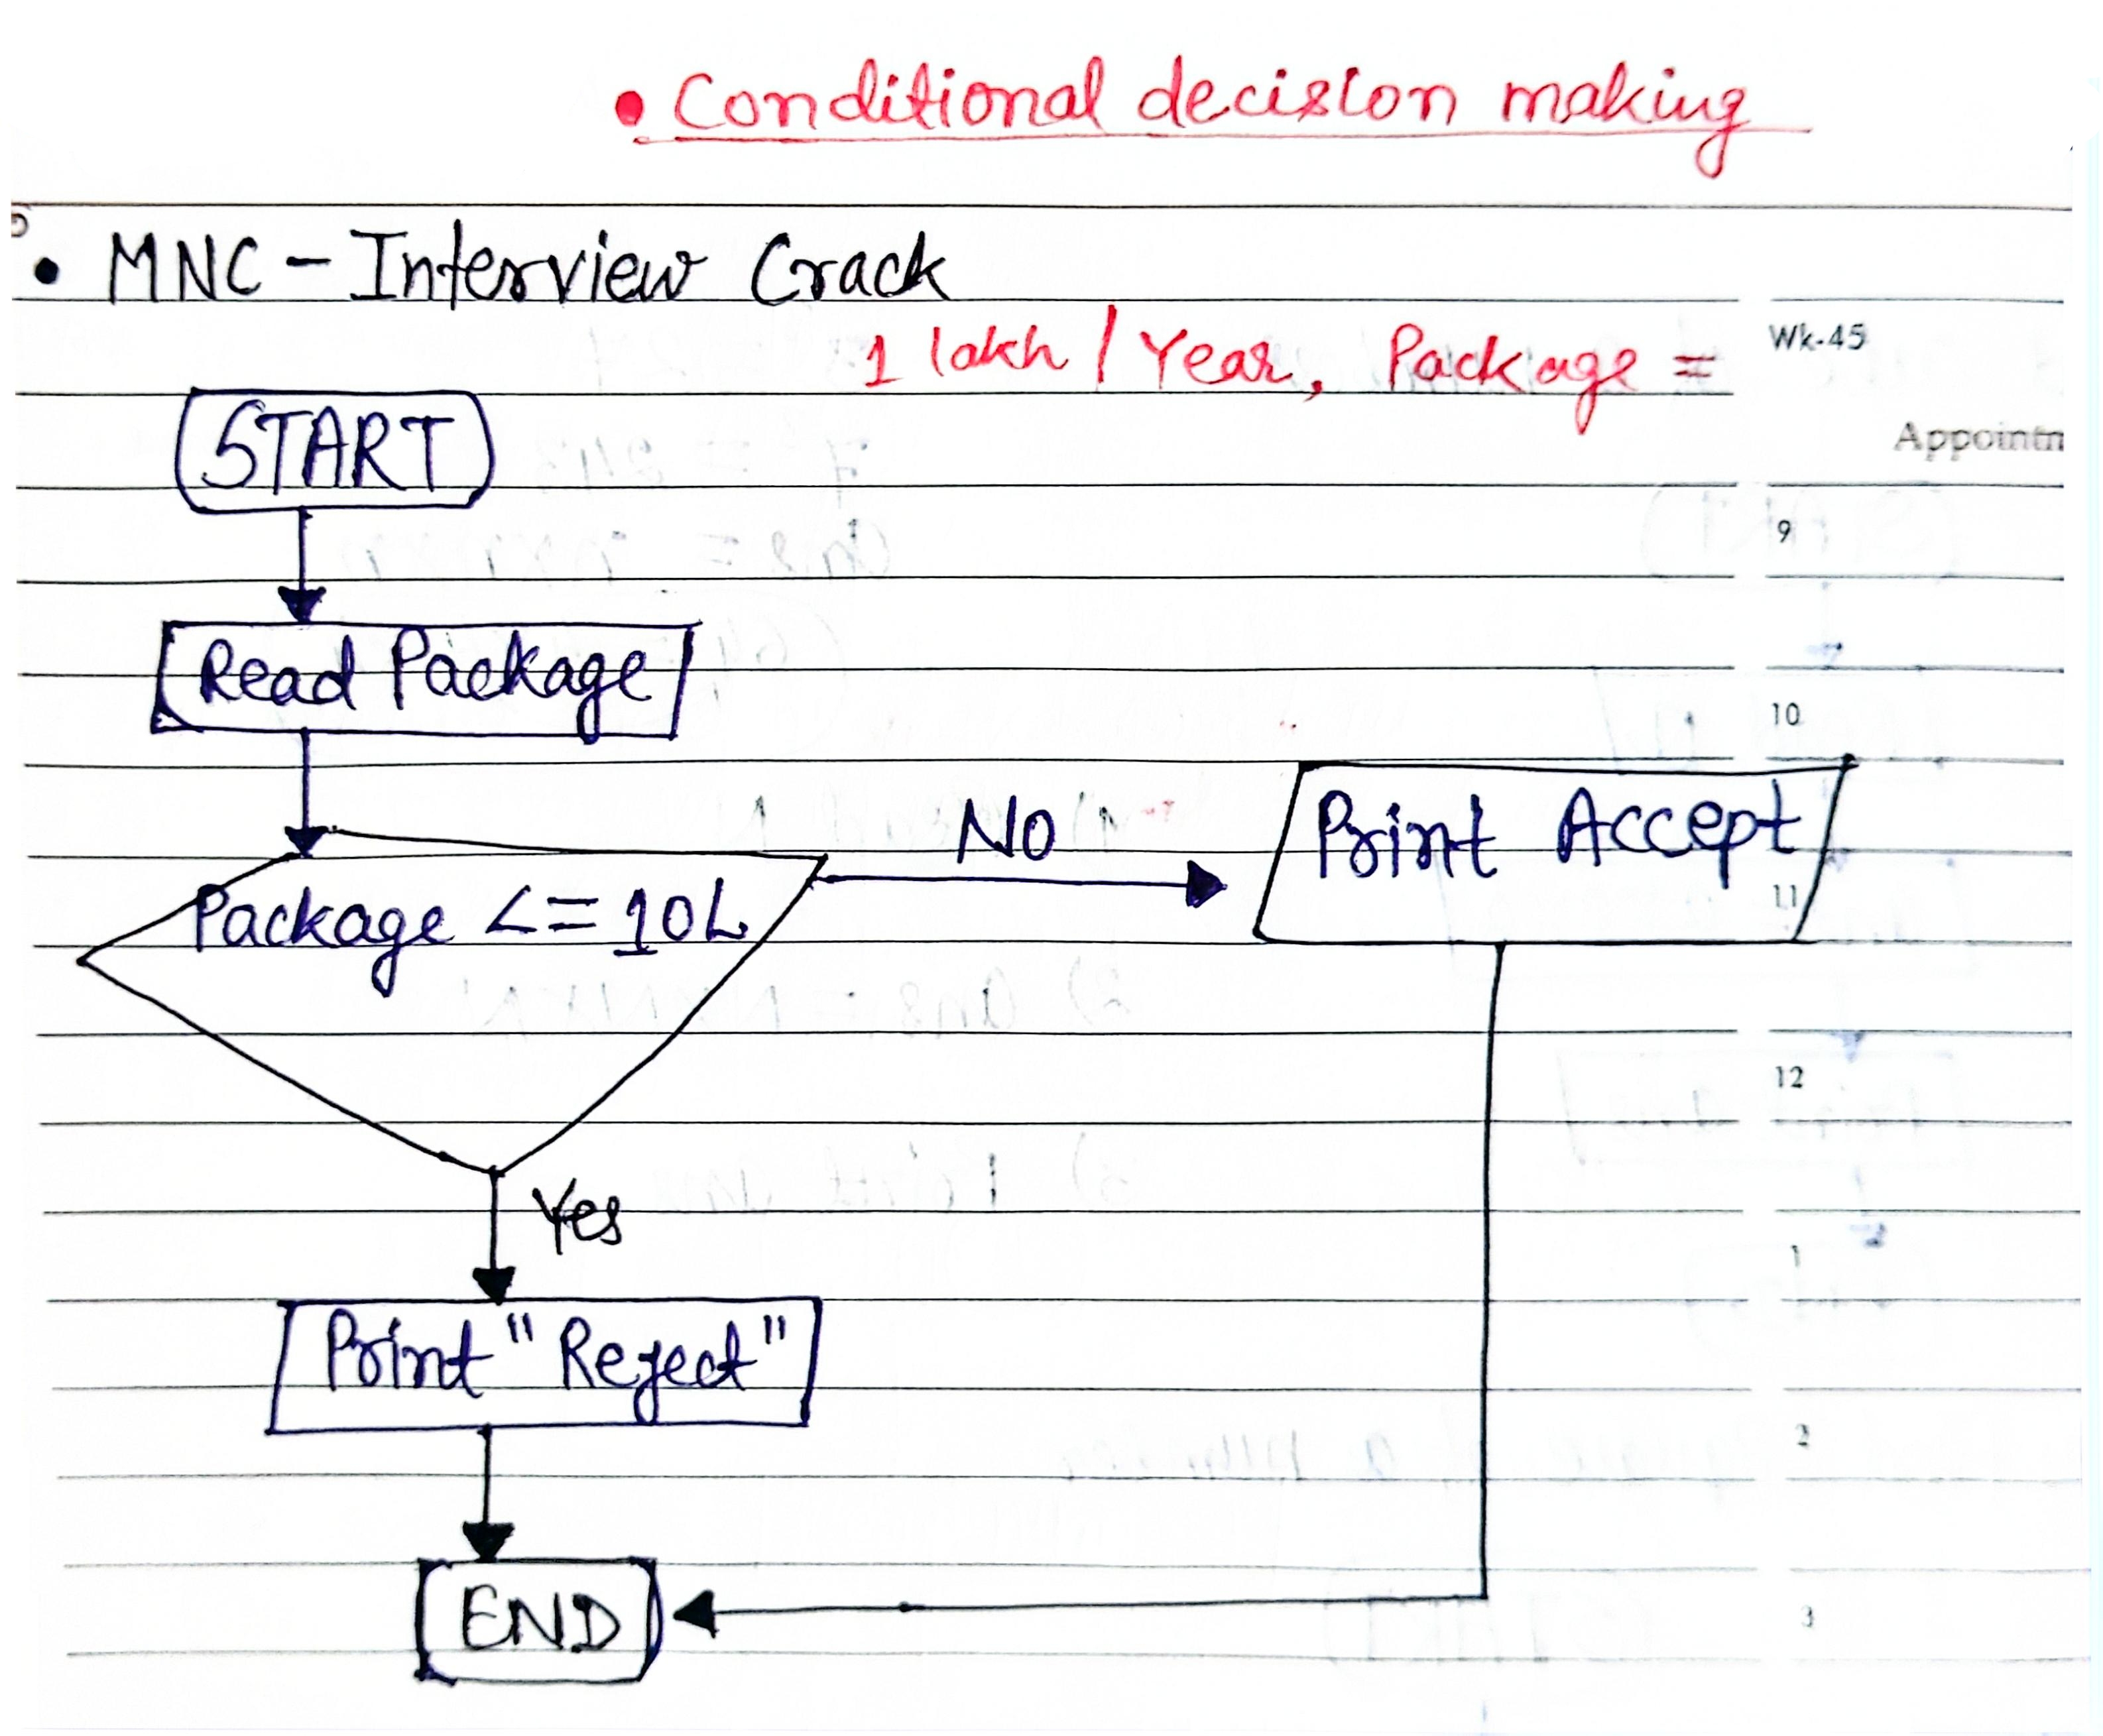 • Conditional decision making
• MNC - Interview Crack
1 lakh / Year, Package =
Wk-45
START
Appointn
9
Read Package
10
NO
Print Accept
11
Package <= 10L
12
Yes
1
Print "Reject"
2
END
3